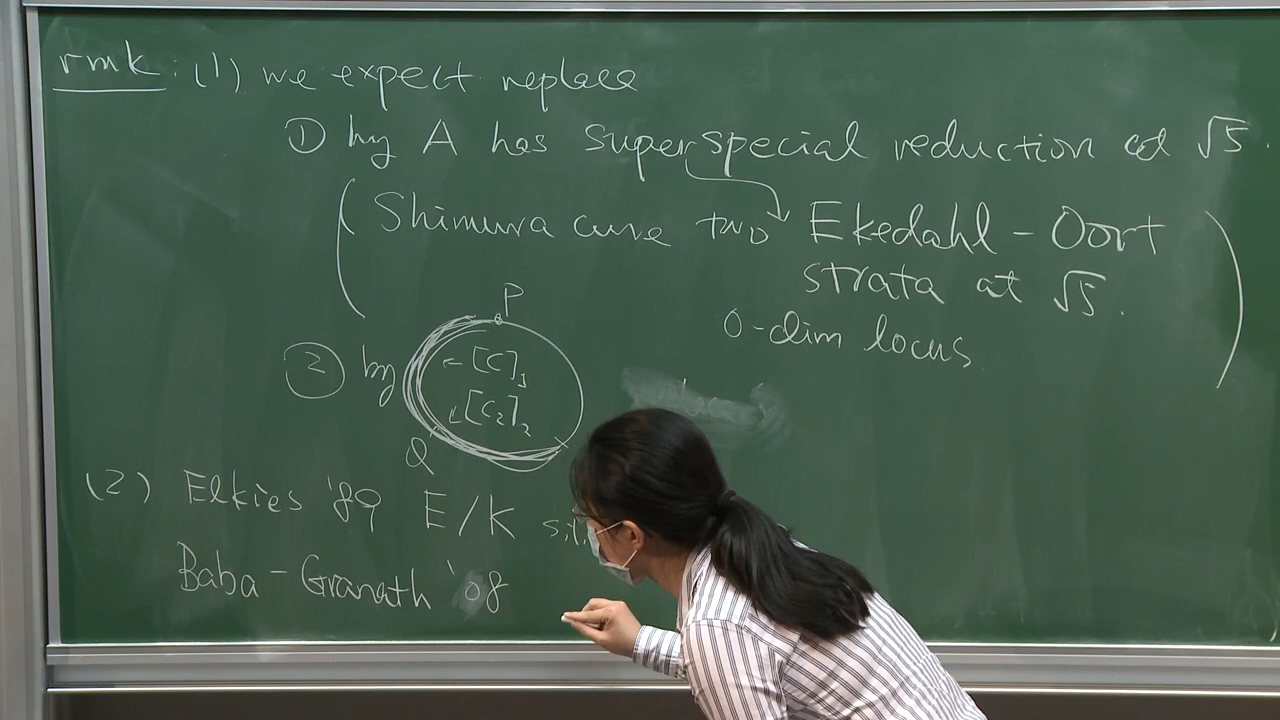 rmk: (1) we expect replace
① by A has superspecial reduction at √5.
(Shimura curve two Ekedahl-Oort
strata at √5.
0-dim locus)
P
② by
← [C]₁
↙ [C₂]₂
Q
(2) Elkies '89 E/K s.t.
Baba-Granath '08